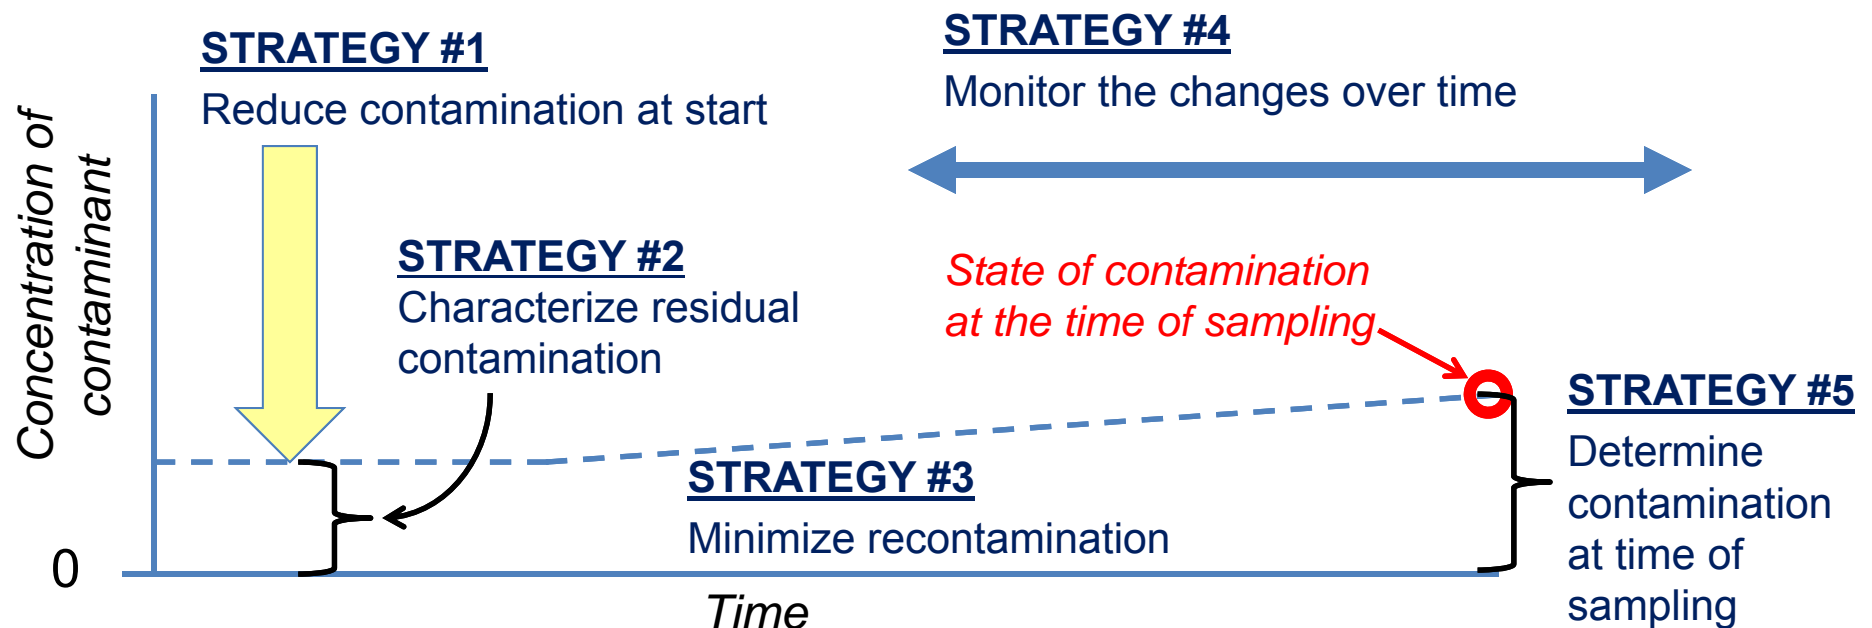 STRATEGY #1
Reduce contamination at start
STRATEGY #4
Monitor the changes over time
Concentration of
contaminant
STRATEGY #2
Characterize residual
contamination
State of contamination
at the time of sampling
STRATEGY #3
Minimize recontamination
STRATEGY #5
Determine
contamination
at time of
sampling
0
Time